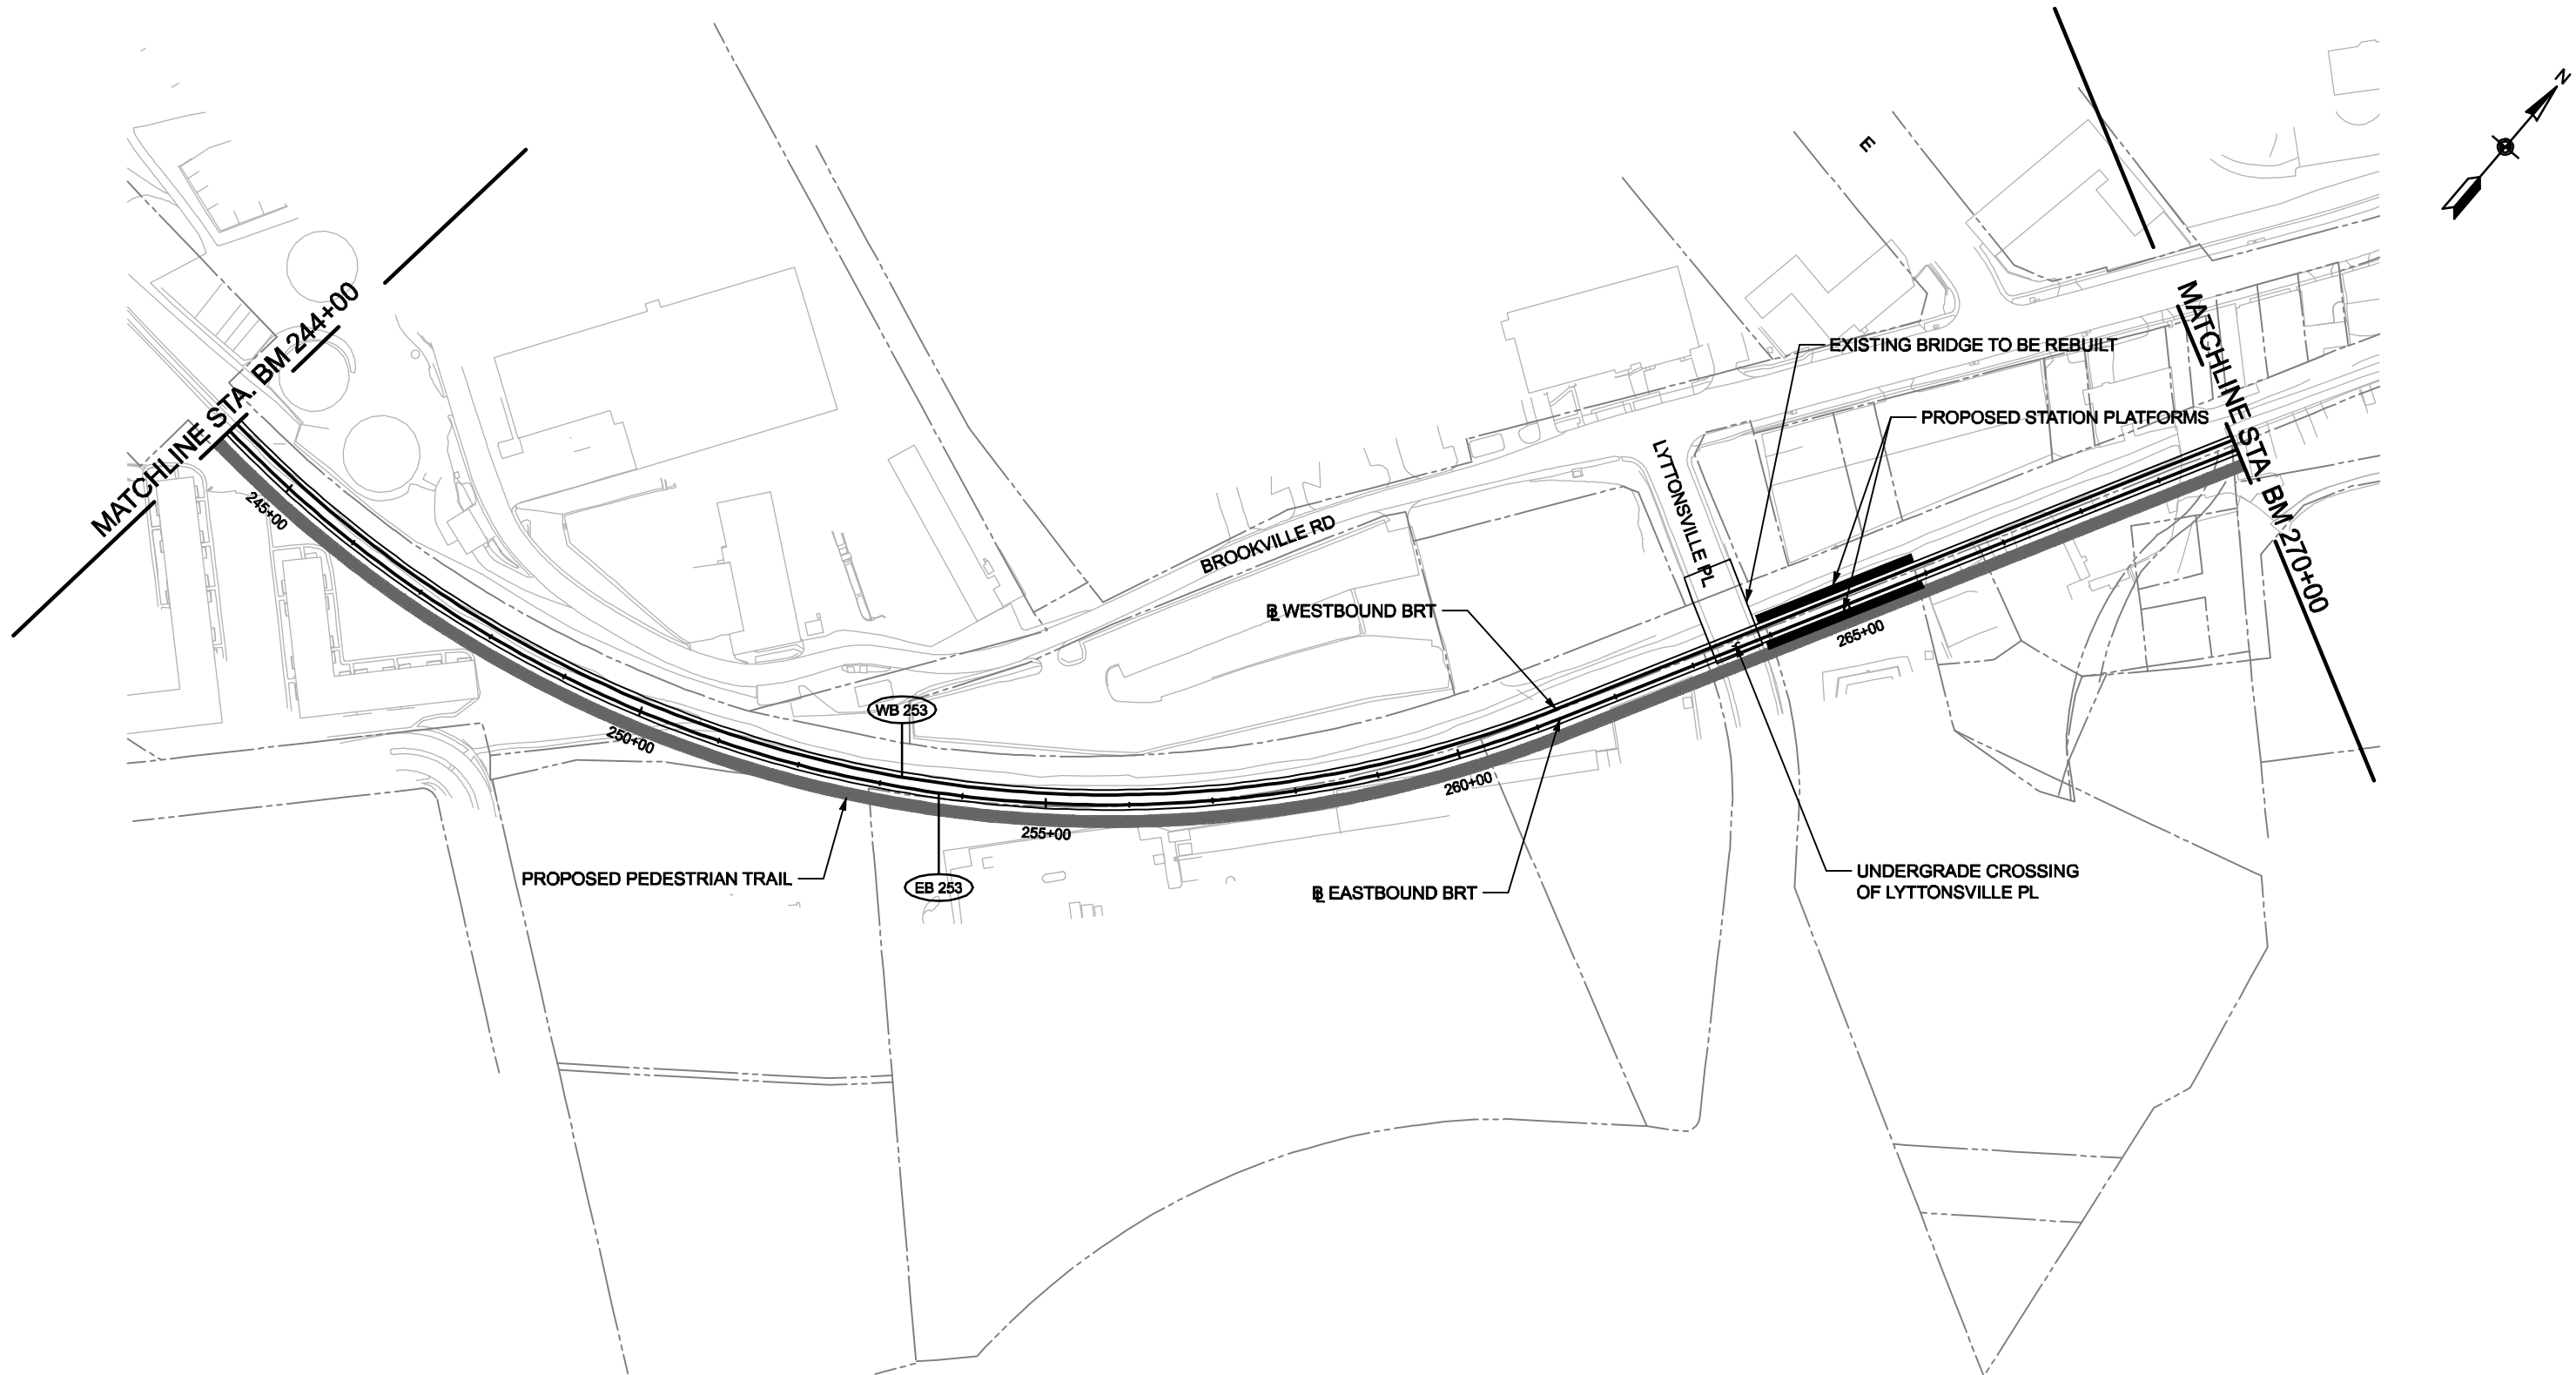 N
E
MATCHLINE STA. BM 244+00
MATCHLINE STA. BM 270+00
EXISTING BRIDGE TO BE REBUILT
PROPOSED STATION PLATFORMS
LYTTONSVILLE PL
245+00
BROOKVILLE RD
℄ WESTBOUND BRT
265+00
WB 253
250+00
260+00
255+00
PROPOSED PEDESTRIAN TRAIL
EB 253
℄ EASTBOUND BRT
UNDERGRADE CROSSING
OF LYTTONSVILLE PL